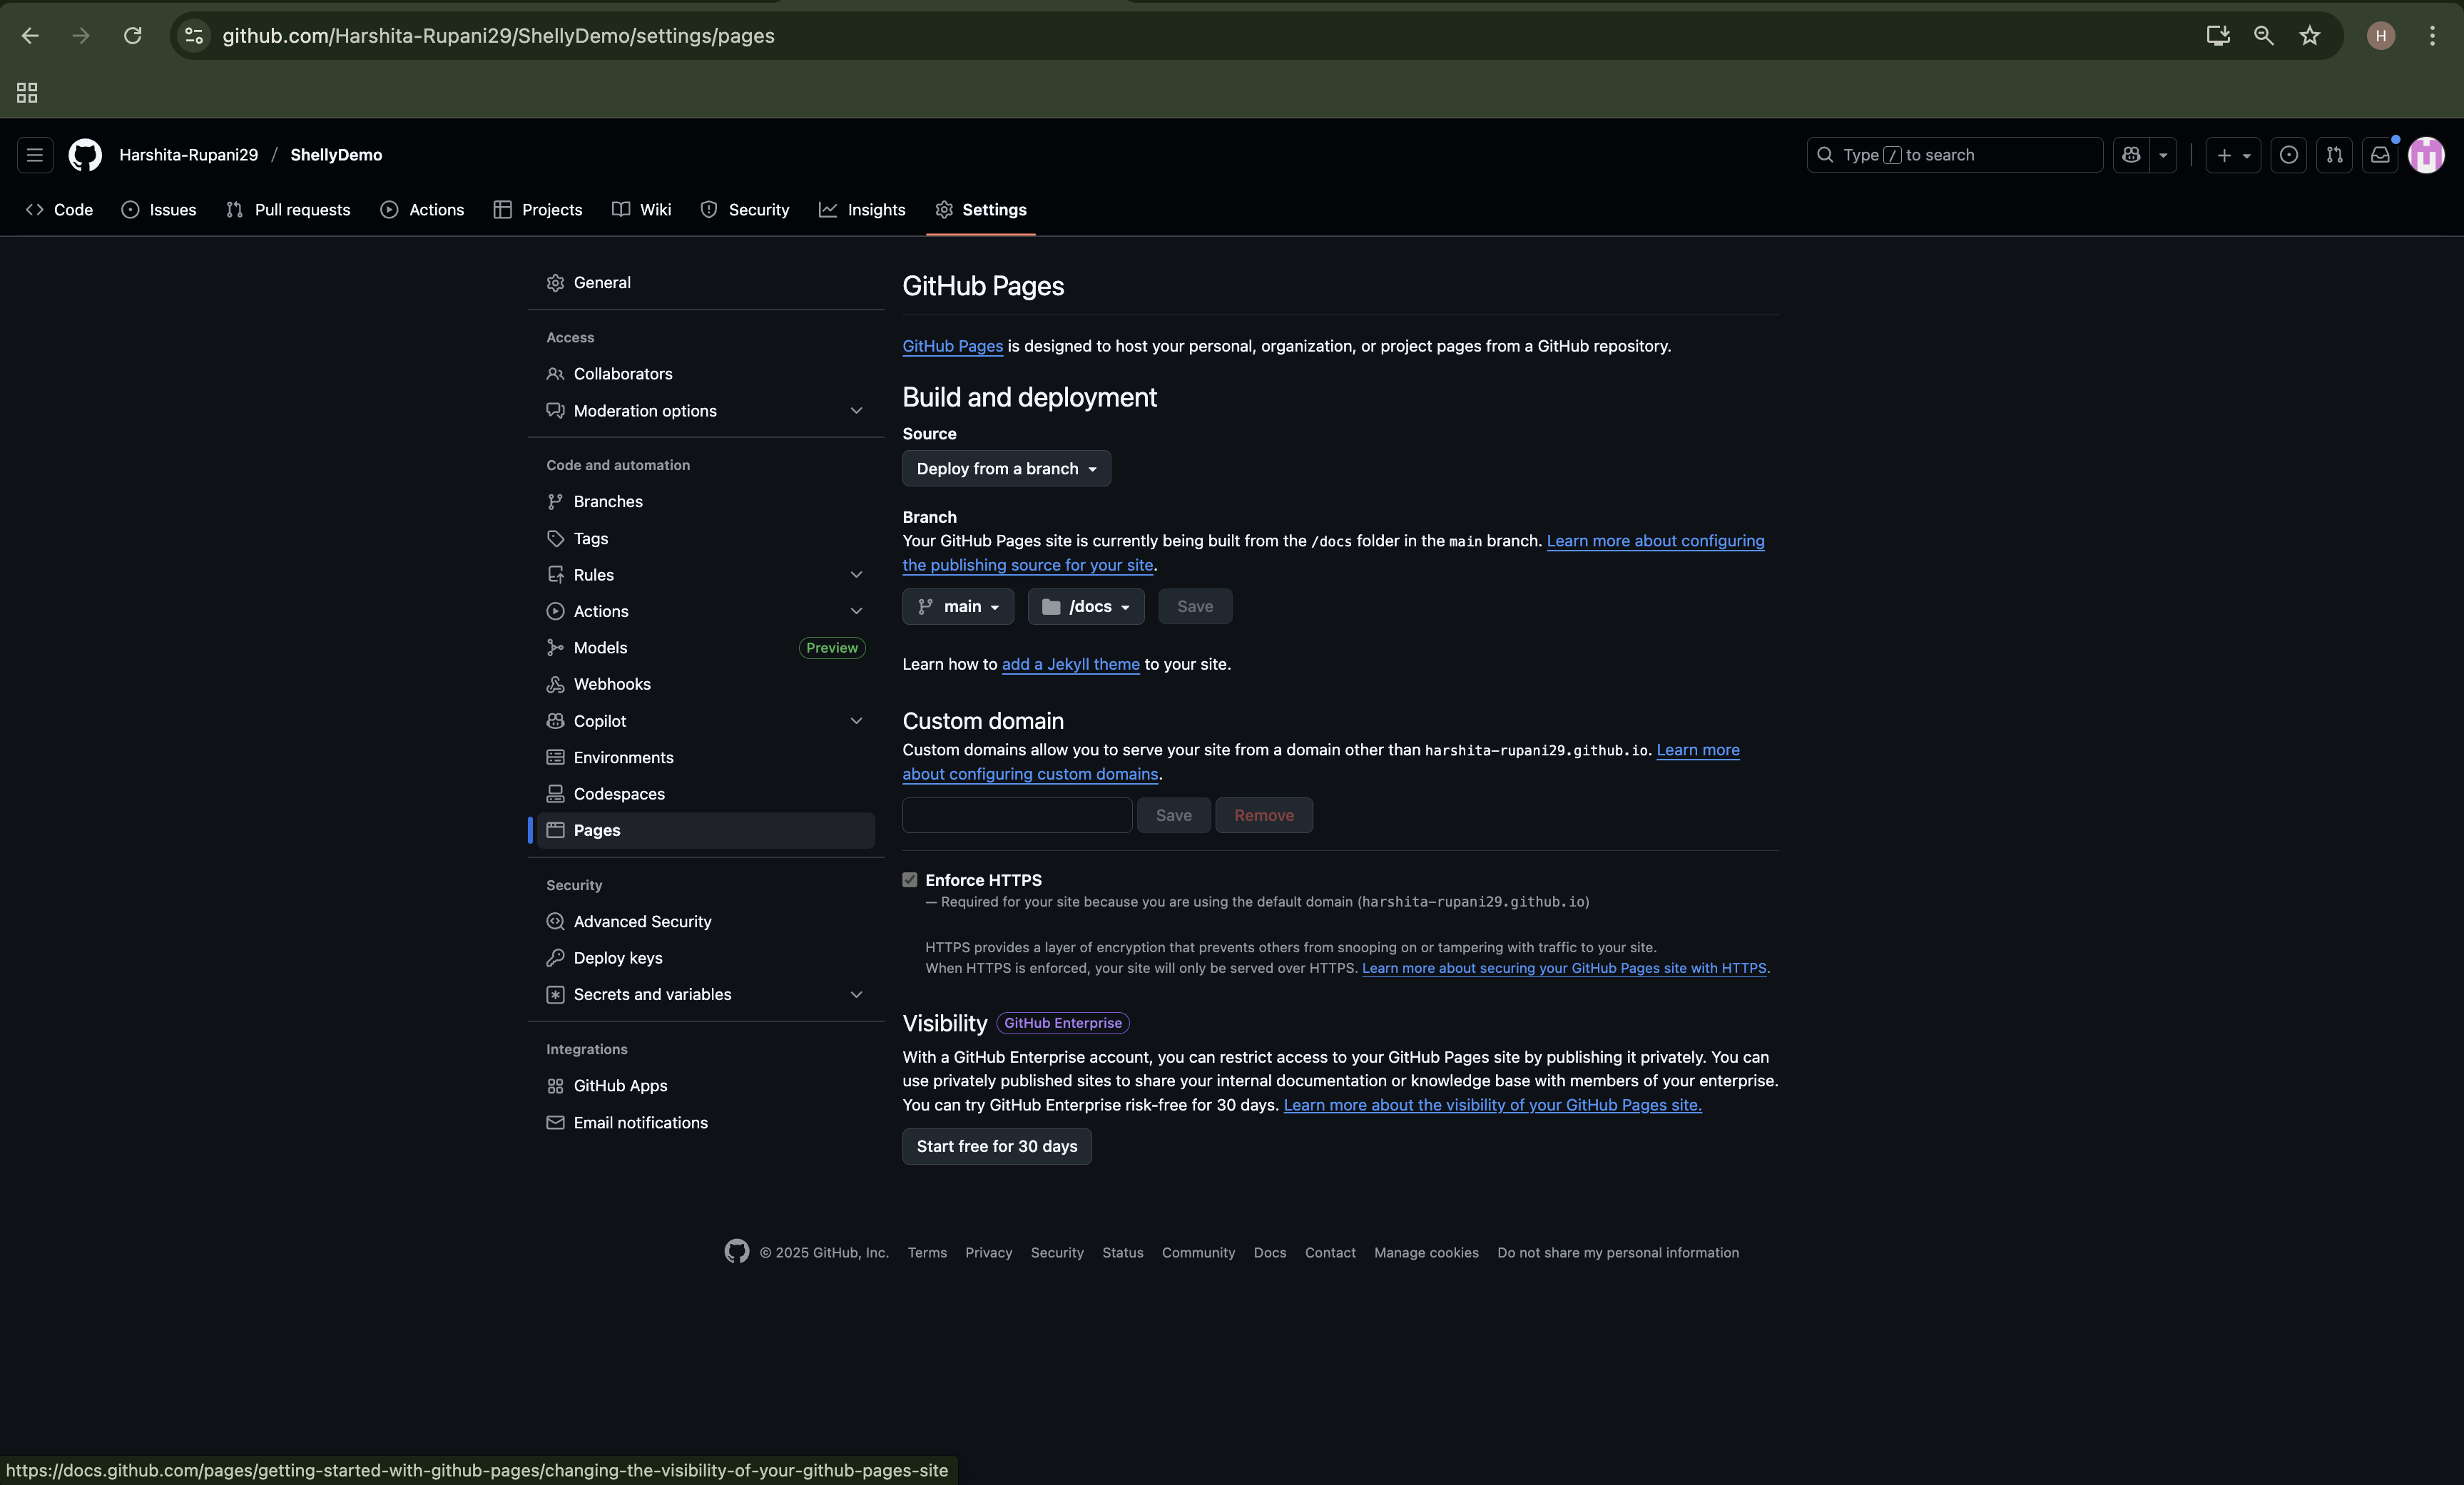 github.com/Harshita-Rupani29/ShellyDemo/settings/pages
H
Harshita-Rupani29 / ShellyDemo
Type / to search
Code Issues Pull requests Actions Projects Wiki Security Insights Settings
General
Access
Collaborators
Moderation options
Code and automation
Branches
Tags
Rules
Actions
Models Preview
Webhooks
Copilot
Environments
Codespaces
Pages
Security
Advanced Security
Deploy keys
Secrets and variables
Integrations
GitHub Apps
Email notifications
GitHub Pages
GitHub Pages is designed to host your personal, organization, or project pages from a GitHub repository.
Build and deployment
Source
Deploy from a branch
Branch
Your GitHub Pages site is currently being built from the /docs folder in the main branch. Learn more about configuring
the publishing source for your site.
main /docs Save
Learn how to add a Jekyll theme to your site.
Custom domain
Custom domains allow you to serve your site from a domain other than harshita-rupani29.github.io. Learn more
about configuring custom domains.
Save Remove
Enforce HTTPS
— Required for your site because you are using the default domain (harshita-rupani29.github.io)
HTTPS provides a layer of encryption that prevents others from snooping on or tampering with traffic to your site.
When HTTPS is enforced, your site will only be served over HTTPS. Learn more about securing your GitHub Pages site with HTTPS.
Visibility GitHub Enterprise
With a GitHub Enterprise account, you can restrict access to your GitHub Pages site by publishing it privately. You can
use privately published sites to share your internal documentation or knowledge base with members of your enterprise.
You can try GitHub Enterprise risk-free for 30 days. Learn more about the visibility of your GitHub Pages site.
Start free for 30 days
© 2025 GitHub, Inc. Terms Privacy Security Status Community Docs Contact Manage cookies Do not share my personal information
https://docs.github.com/pages/getting-started-with-github-pages/changing-the-visibility-of-your-github-pages-site